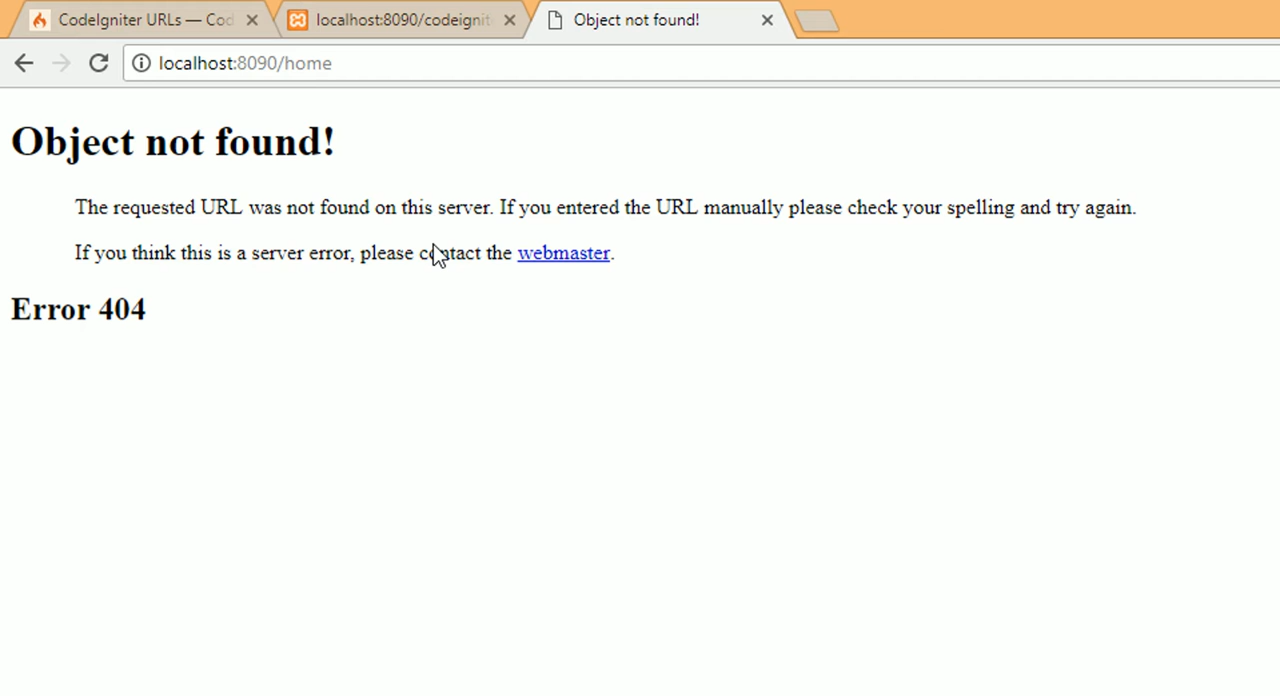 CodeIgniter URLs — Cod
localhost:8090/codeignit
Object not found!
localhost:8090/home
Object not found!
The requested URL was not found on this server. If you entered the URL manually please check your spelling and try again.
If you think this is a server error, please contact the webmaster.
Error 404